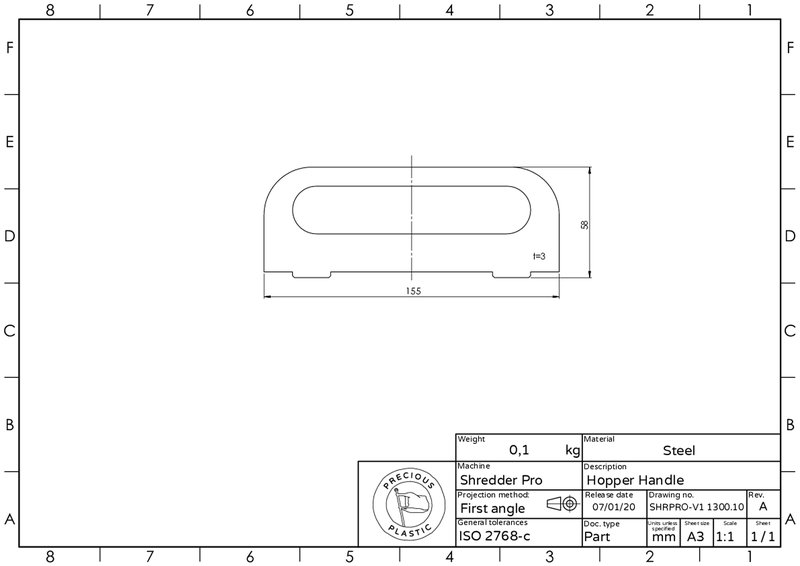 8 7 6 5 4 3 2 1
F F
E E
58
D D
t=3
155
C C
B B
Weight Material
0,1 kg Steel
Machine Description
Shredder Pro Hopper Handle
PRECIOUS
PLASTIC
Projection method: Release date Drawing no. Rev.
First angle 07/01/20 SHRPRO-V1 1300.10 A
A A
General tolerances Doc. type Units unless specified Sheet size Scale Sheet
ISO 2768-c Part mm A3 1:1 1 / 1
8 7 6 5 4 3 2 1